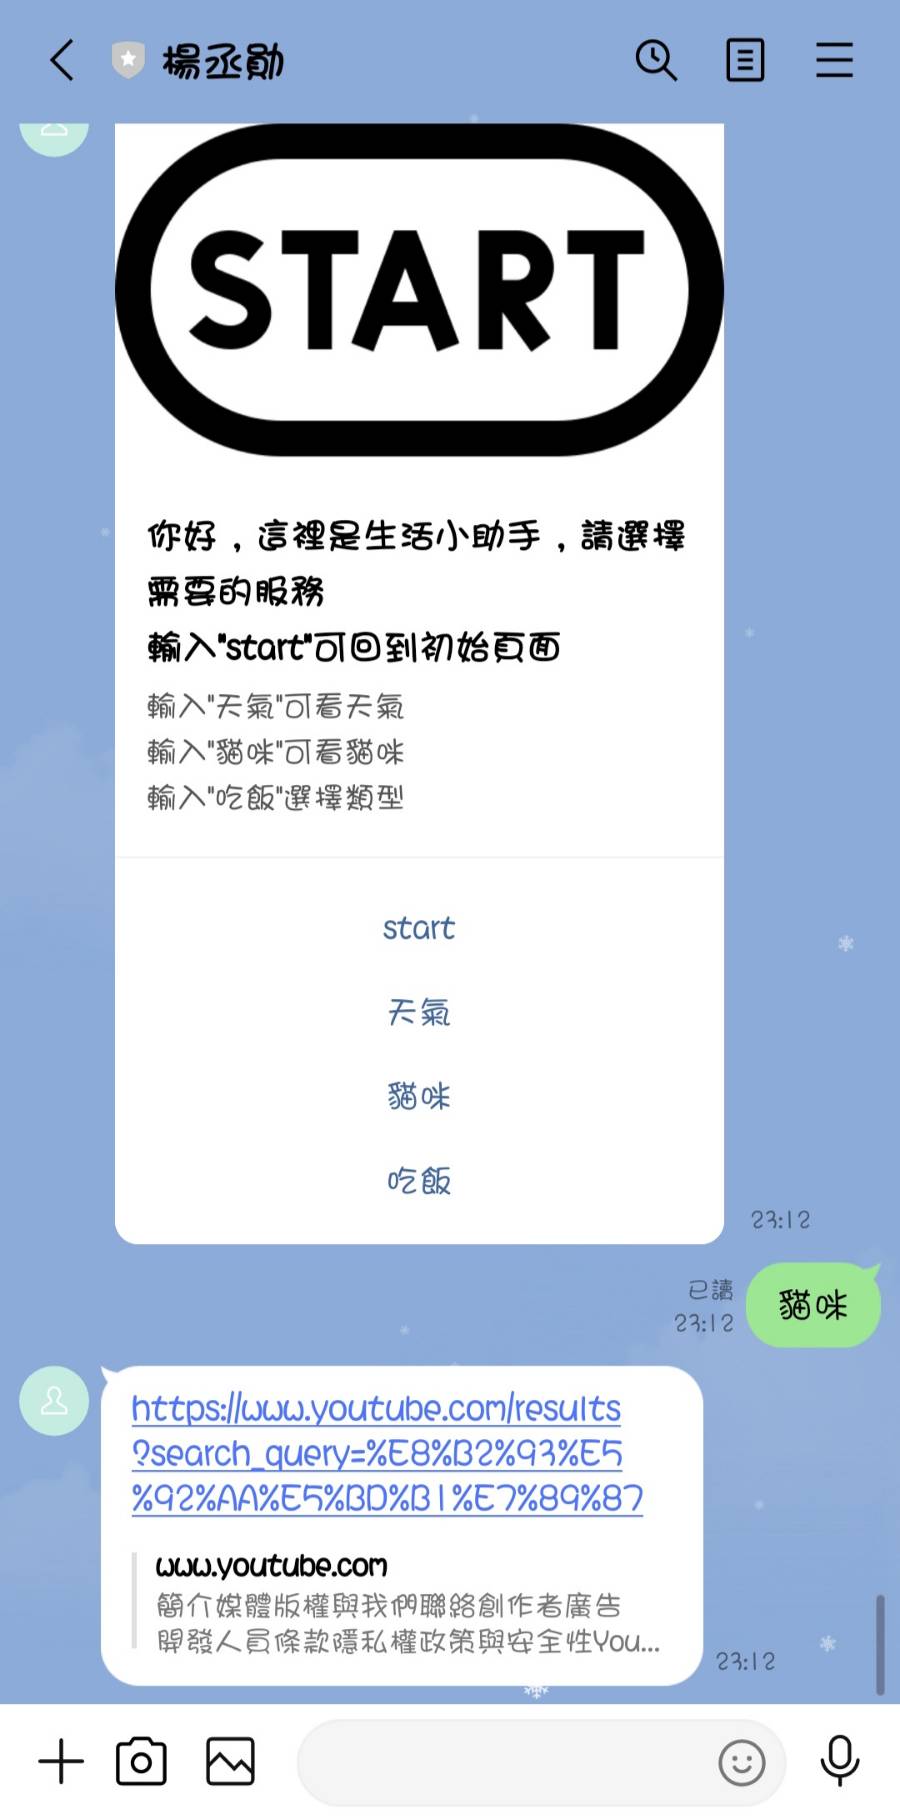 楊丞勛
START
你好，這裡是生活小助手，請選擇
需要的服務
輸入"start"可回到初始頁面
輸入"天氣"可看天氣
輸入"貓咪"可看貓咪
輸入"吃飯"選擇類型
start
天氣
貓咪
吃飯
23:12
已讀
23:12
貓咪
https://www.youtube.com/results
?search_query=%E8%B2%93%E5
%92%AA%E5%BD%B1%E7%89%87
www.youtube.com
簡介媒體版權與我們聯絡創作者廣告
開發人員條款隱私權政策與安全性You...
23:12